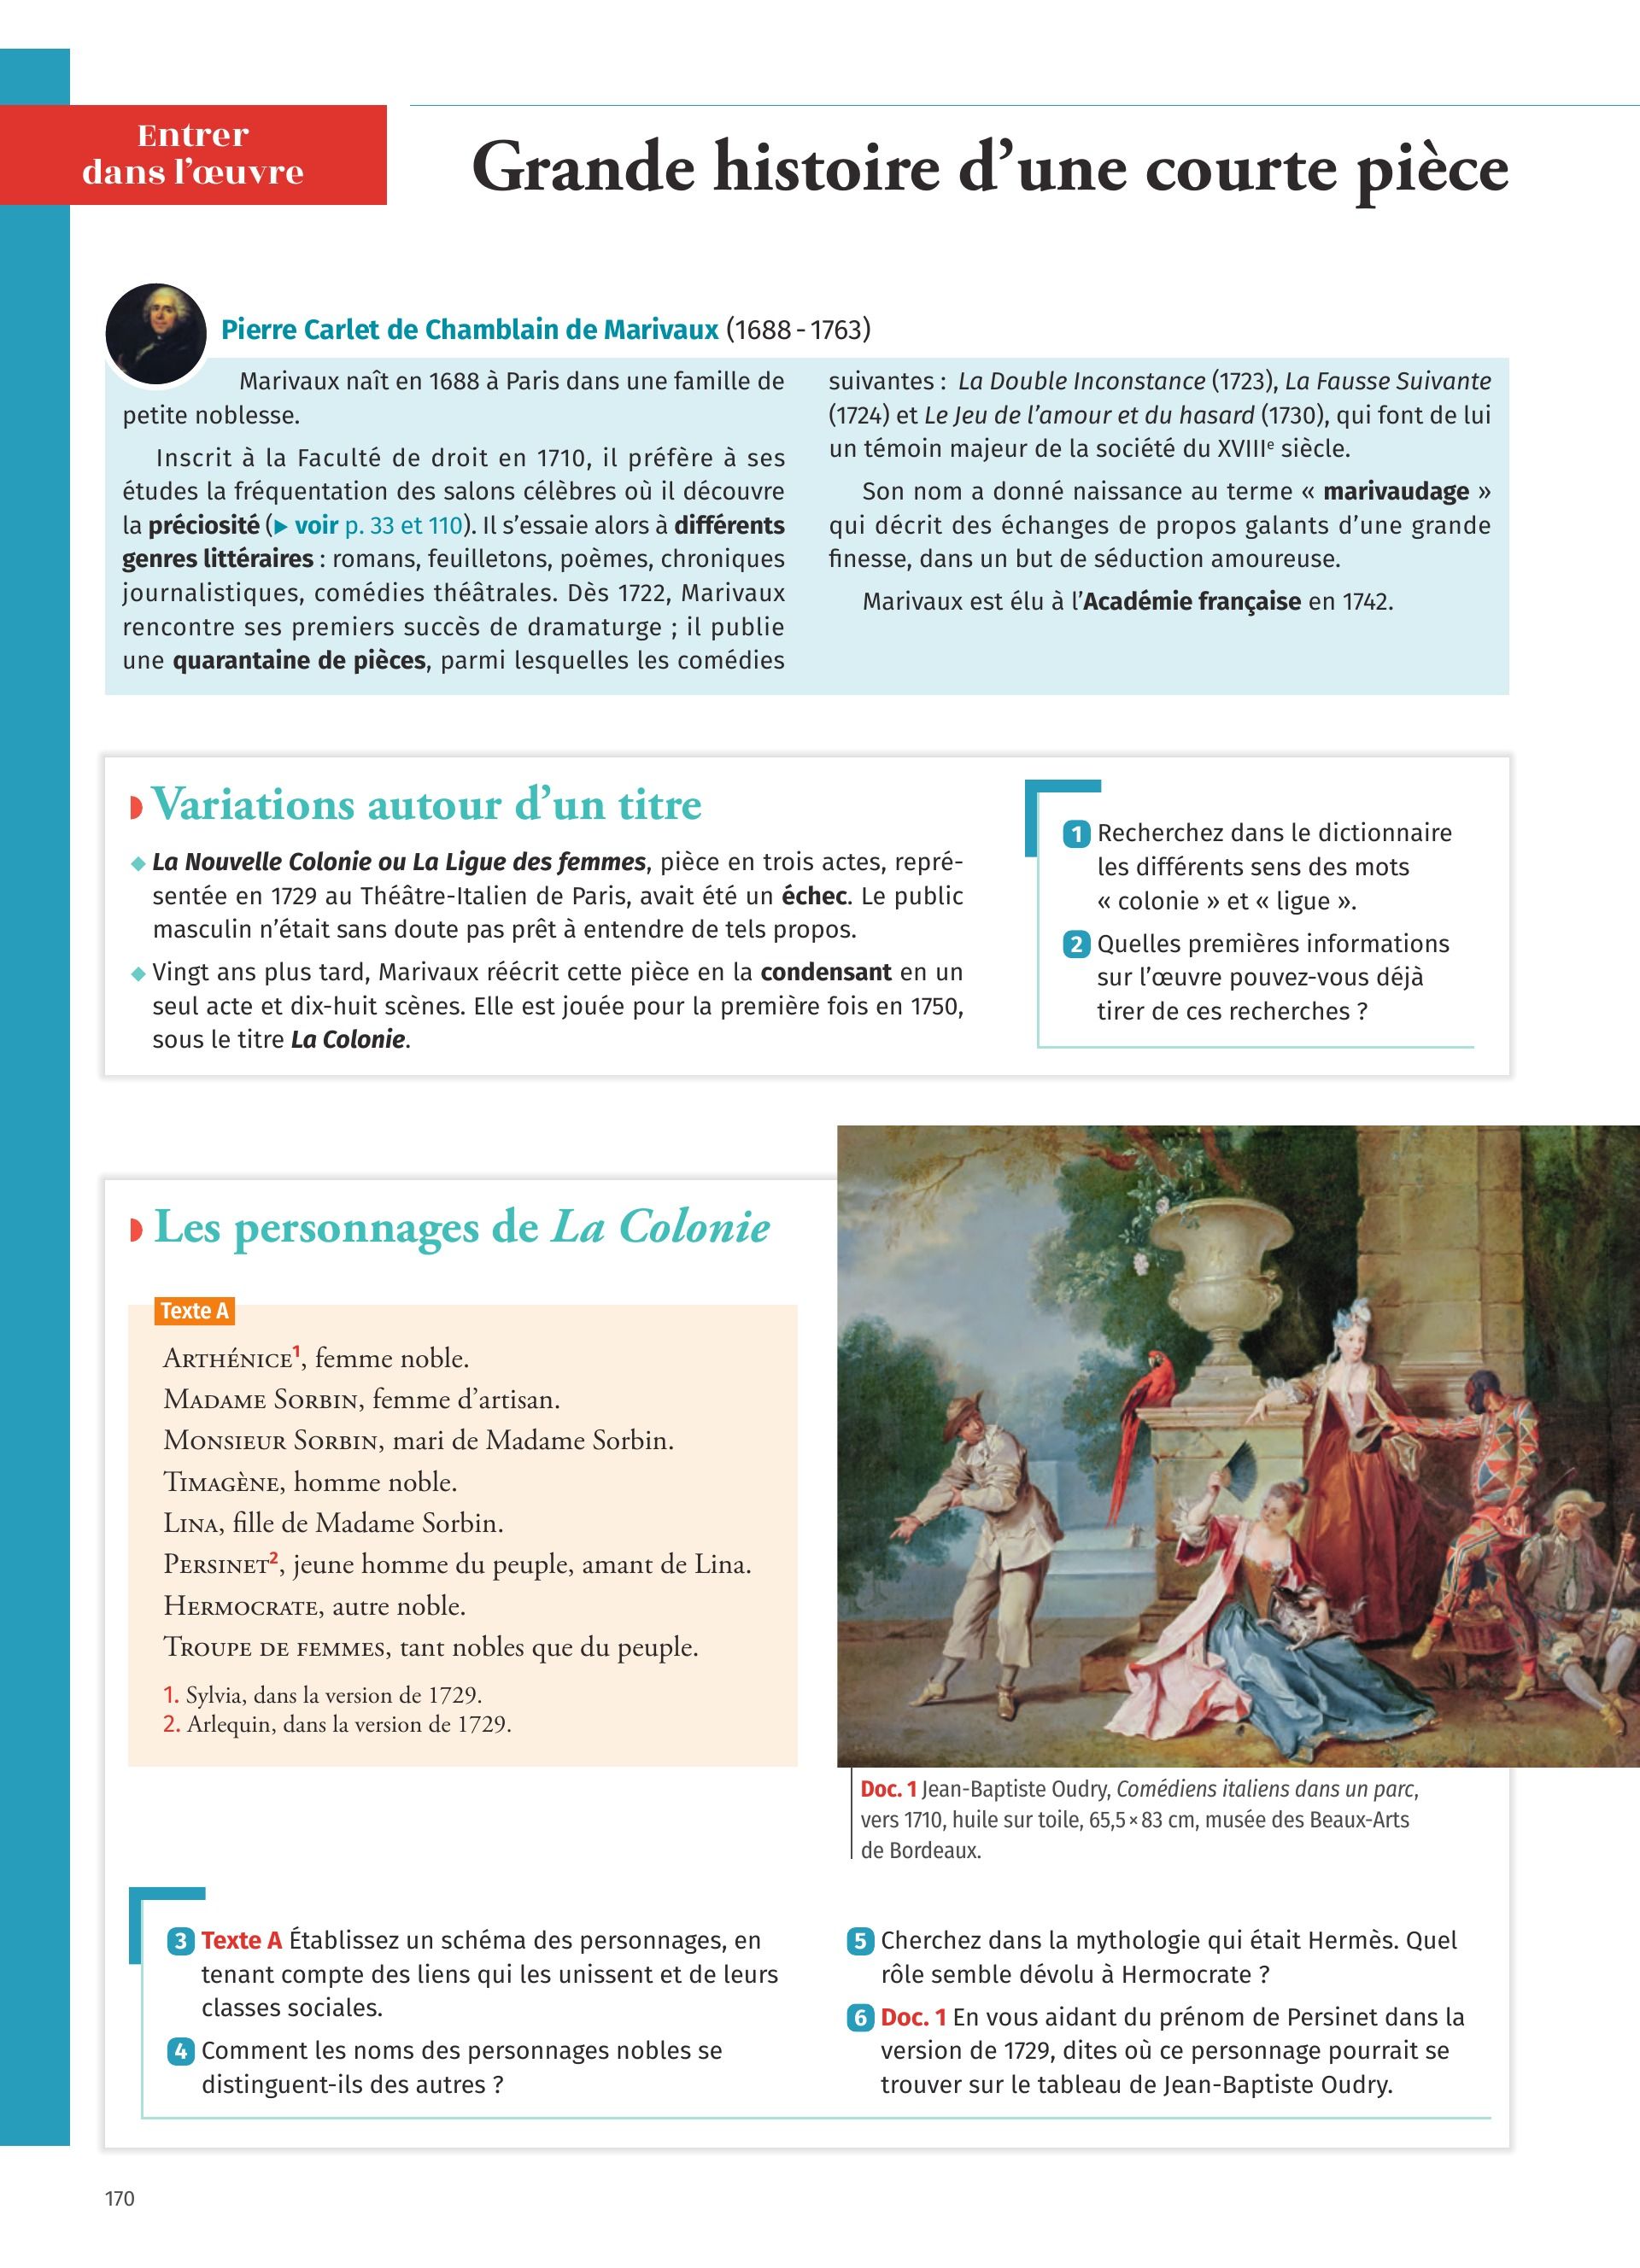 Entrer
dans l'œuvre
Grande histoire d'une courte pièce
Pierre Carlet de Chamblain de Marivaux (1688 - 1763)
Marivaux naît en 1688 à Paris dans une famille de
petite noblesse.
Inscrit à la Faculté de droit en 1710, il préfère à ses
études la fréquentation des salons célèbres où il découvre
la préciosité (▶ voir p. 33 et 110). Il s'essaie alors à différents
genres littéraires : romans, feuilletons, poèmes, chroniques
journalistiques, comédies théâtrales. Dès 1722, Marivaux
rencontre ses premiers succès de dramaturge ; il publie
une quarantaine de pièces, parmi lesquelles les comédies
suivantes : La Double Inconstance (1723), La Fausse Suivante
(1724) et Le Jeu de l'amour et du hasard (1730), qui font de lui
un témoin majeur de la société du XVIIIe siècle.
Son nom a donné naissance au terme « marivaudage »
qui décrit des échanges de propos galants d'une grande
finesse, dans un but de séduction amoureuse.
Marivaux est élu à l'Académie française en 1742.
Variations autour d'un titre
◆ La Nouvelle Colonie ou La Ligue des femmes, pièce en trois actes, repré-
sentée en 1729 au Théâtre-Italien de Paris, avait été un échec. Le public
masculin n'était sans doute pas prêt à entendre de tels propos.
◆ Vingt ans plus tard, Marivaux réécrit cette pièce en la condensant en un
seul acte et dix-huit scènes. Elle est jouée pour la première fois en 1750,
sous le titre La Colonie.
1 Recherchez dans le dictionnaire
les différents sens des mots
« colonie » et « ligue ».
2 Quelles premières informations
sur l'œuvre pouvez-vous déjà
tirer de ces recherches ?
Les personnages de La Colonie
Texte A
ARTHÉNICE1, femme noble.
MADAME SORBIN, femme d'artisan.
MONSIEUR SORBIN, mari de Madame Sorbin.
TIMAGÈNE, homme noble.
LINA, fille de Madame Sorbin.
PERSINET2, jeune homme du peuple, amant de Lina.
HERMOCRATE, autre noble.
TROUPE DE FEMMES, tant nobles que du peuple.
1. Sylvia, dans la version de 1729.
2. Arlequin, dans la version de 1729.
Doc. 1 Jean-Baptiste Oudry, Comédiens italiens dans un parc,
vers 1710, huile sur toile, 65,5 × 83 cm, musée des Beaux-Arts
de Bordeaux.
3 Texte A Établissez un schéma des personnages, en
tenant compte des liens qui les unissent et de leurs
classes sociales.
4 Comment les noms des personnages nobles se
distinguent-ils des autres ?
5 Cherchez dans la mythologie qui était Hermès. Quel
rôle semble dévolu à Hermocrate ?
6 Doc. 1 En vous aidant du prénom de Persinet dans la
version de 1729, dites où ce personnage pourrait se
trouver sur le tableau de Jean-Baptiste Oudry.
170